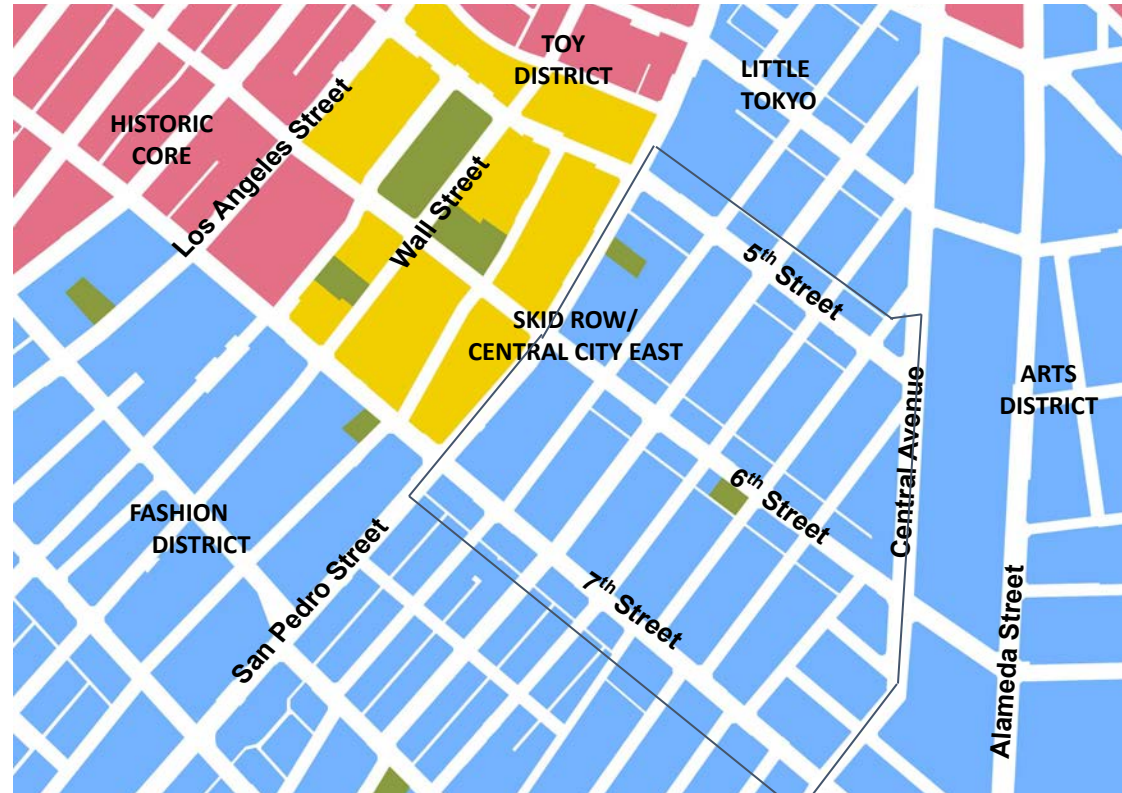 TOY
DISTRICT
LITTLE
TOKYO
HISTORIC
CORE
Los Angeles Street
Wall Street
5th Street
SKID ROW/
CENTRAL CITY EAST
ARTS
DISTRICT
Central Avenue
6th Street
FASHION
DISTRICT
San Pedro Street
7th Street
Alameda Street